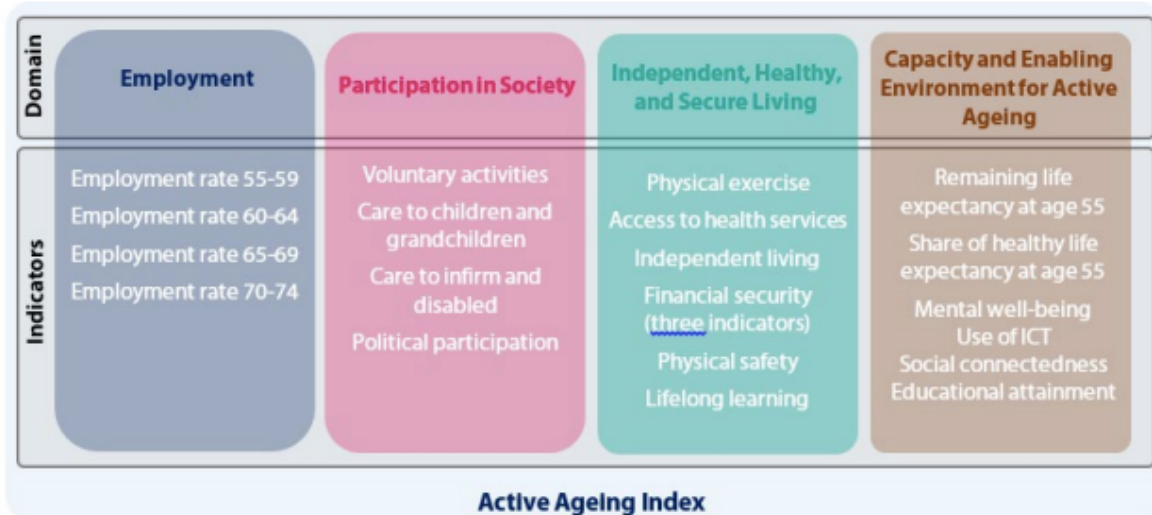 Domain
Employment
Participation in Society
Independent, Healthy,
and Secure Living
Capacity and Enabling
Environment for Active
Ageing
Indicators
Employment rate 55-59
Employment rate 60-64
Employment rate 65-69
Employment rate 70-74
Voluntary activities
Care to children and
grandchildren
Care to infirm and
disabled
Political participation
Physical exercise
Access to health services
Independent living
Financial security
(three indicators)
Physical safety
Lifelong learning
Remaining life
expectancy at age 55
Share of healthy life
expectancy at age 55
Mental well-being
Use of ICT
Social connectedness
Educational attainment
Active Ageing Index